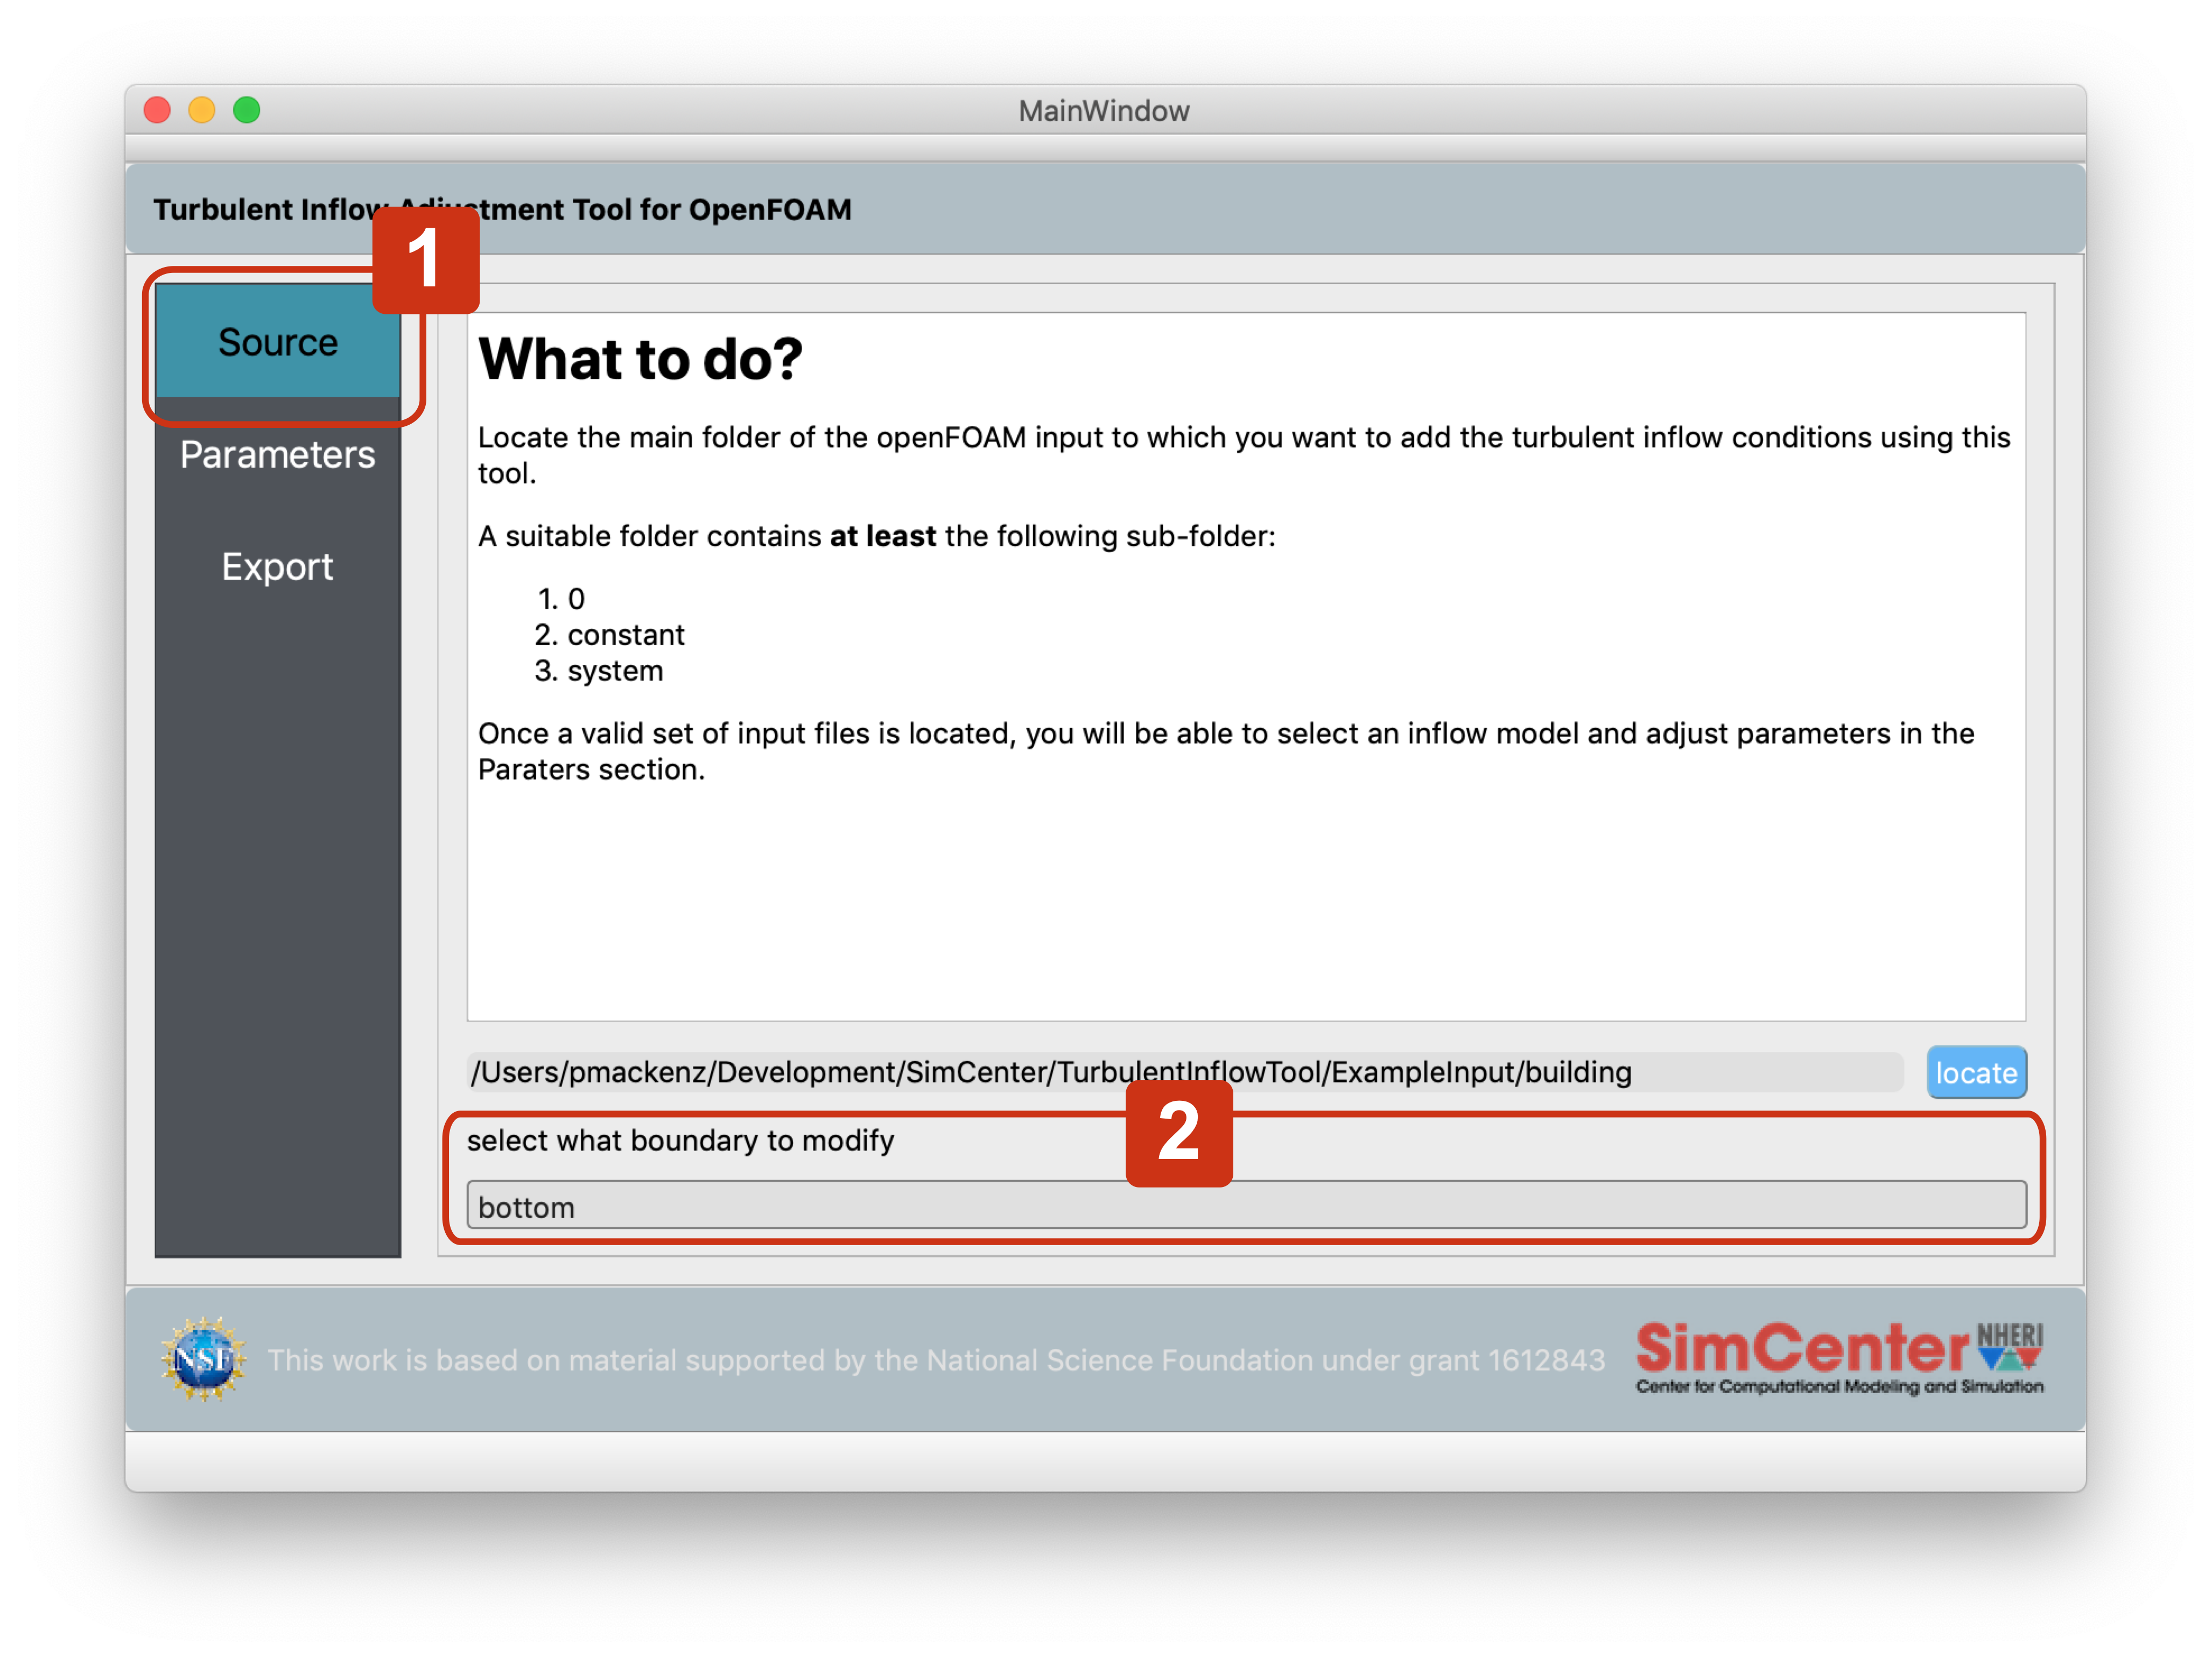 MainWindow
Turbulent Inflow Adjustment Tool for OpenFOAM
1
Source
Parameters
Export
What to do?
Locate the main folder of the openFOAM input to which you want to add the turbulent inflow conditions using this
tool.
A suitable folder contains at least the following sub-folder:
1. 0
2. constant
3. system
Once a valid set of input files is located, you will be able to select an inflow model and adjust parameters in the
Paraters section.
/Users/pmackenz/Development/SimCenter/TurbulentInflowTool/ExampleInput/building
locate
2
select what boundary to modify
bottom
NSF
This work is based on material supported by the National Science Foundation under grant 1612843
SimCenter NHERI
Center for Computational Modeling and Simulation